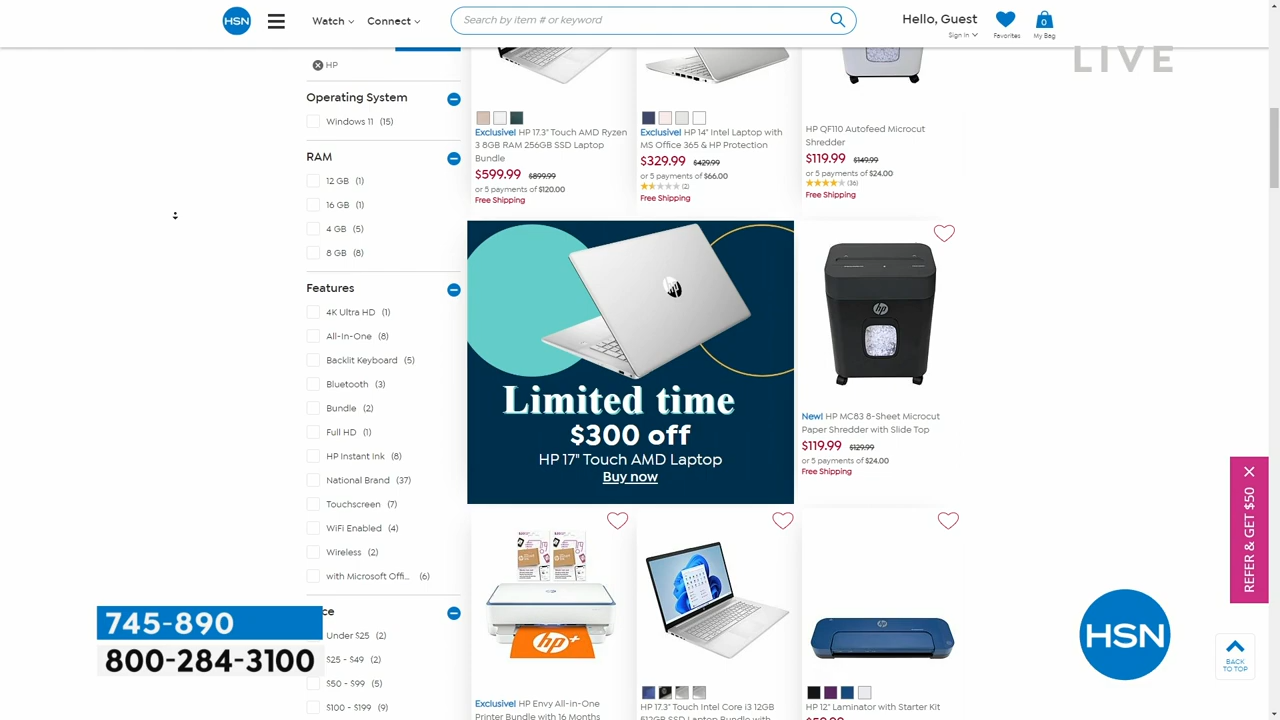 HSN
Watch
Connect
Search by item # or keyword
Hello, Guest
Sign In
Favorites
0
My Bag
LIVE
HP
Operating System
Windows 11 (15)
RAM
12 GB (1)
16 GB (1)
4 GB (5)
8 GB (8)
Features
4K Ultra HD (1)
All-In-One (8)
Backlit Keyboard (5)
Bluetooth (3)
Bundle (2)
Full HD (1)
HP Instant Ink (8)
National Brand (37)
Touchscreen (7)
WiFi Enabled (4)
Wireless (2)
with Microsoft Offi... (6)
ce
Under $25 (2)
$25 - $49 (2)
$50 - $99 (5)
$100 - $199 (9)
Exclusive! HP 17.3" Touch AMD Ryzen
3 8GB RAM 256GB SSD Laptop
Bundle
$599.99 $899.99
or 5 payments of $120.00
Free Shipping
Exclusive! HP 14" Intel Laptop with
MS Office 365 & HP Protection
$329.99 $429.99
or 5 payments of $66.00
(2)
Free Shipping
HP QF110 Autofeed Microcut
Shredder
$119.99 $149.99
or 5 payments of $24.00
(36)
Free Shipping
hp
Limited time
$300 off
HP 17" Touch AMD Laptop
Buy now
hp
New! HP MC83 8-Sheet Microcut
Paper Shredder with Slide Top
$119.99 $129.99
or 5 payments of $24.00
Free Shipping
hp+
Exclusive! HP Envy All-in-One
Printer Bundle with 16 Months
HP 17.3" Touch Intel Core i3 12GB
512GB SSD Laptop Bundle with
hp
HP 12" Laminator with Starter Kit
REFER & GET $50
745-890
800-284-3100
HSN
BACK
TO TOP